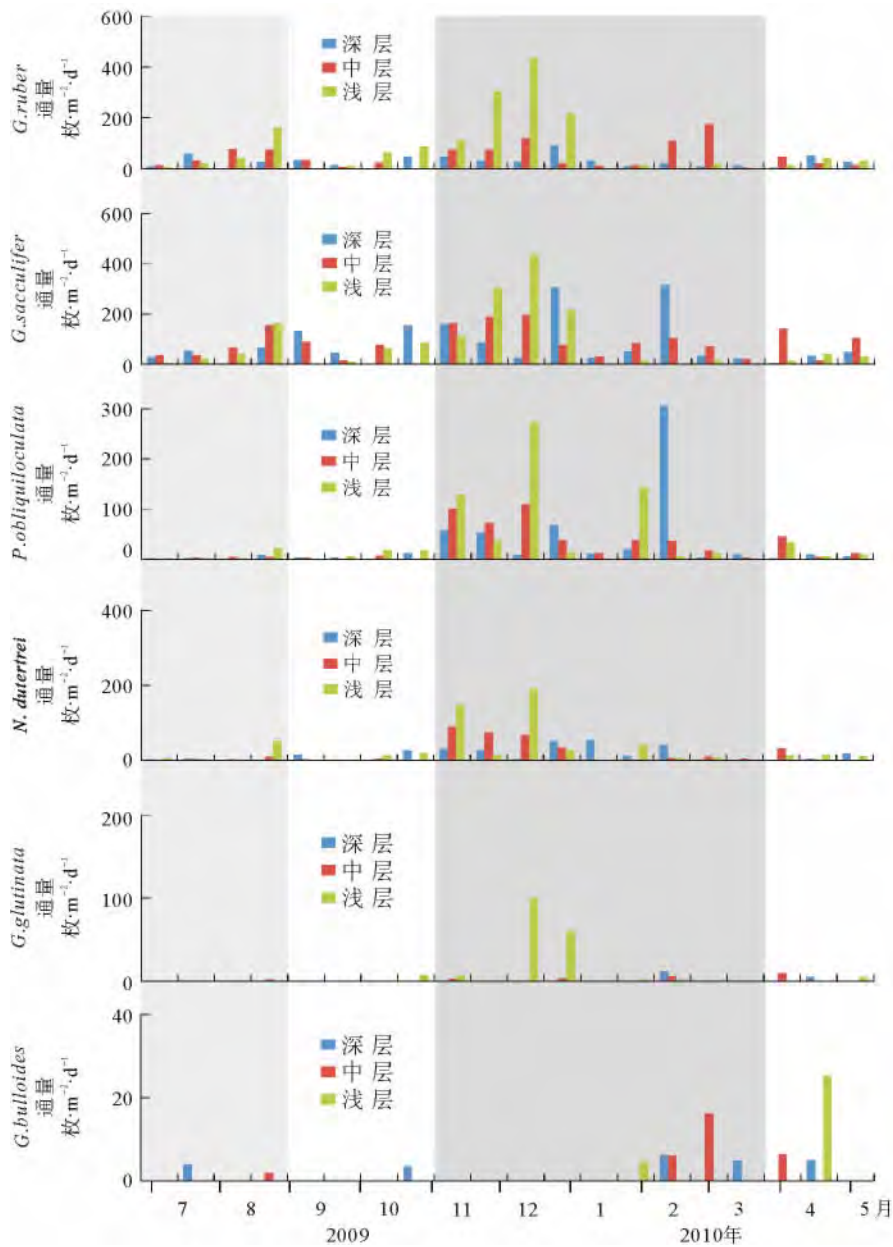 G.ruber
通量
枚·m⁻²·d⁻¹
600
400
200
0
深 层
中 层
浅 层
G.sacculifer
通量
枚·m⁻²·d⁻¹
600
400
200
0
深 层
中 层
浅 层
P.obliquiloculata
通量
枚·m⁻²·d⁻¹
300
200
100
0
深 层
中 层
浅 层
N. dutertrei
通量
枚·m⁻²·d⁻¹
400
200
0
深 层
中 层
浅 层
G.glutinata
通量
枚·m⁻²·d⁻¹
200
100
0
深 层
中 层
浅 层
G.bulloides
通量
枚·m⁻²·d⁻¹
40
20
0
深 层
中 层
浅 层
7 8 9 10 11 12 1 2 3 4 5 月
2009 2010年